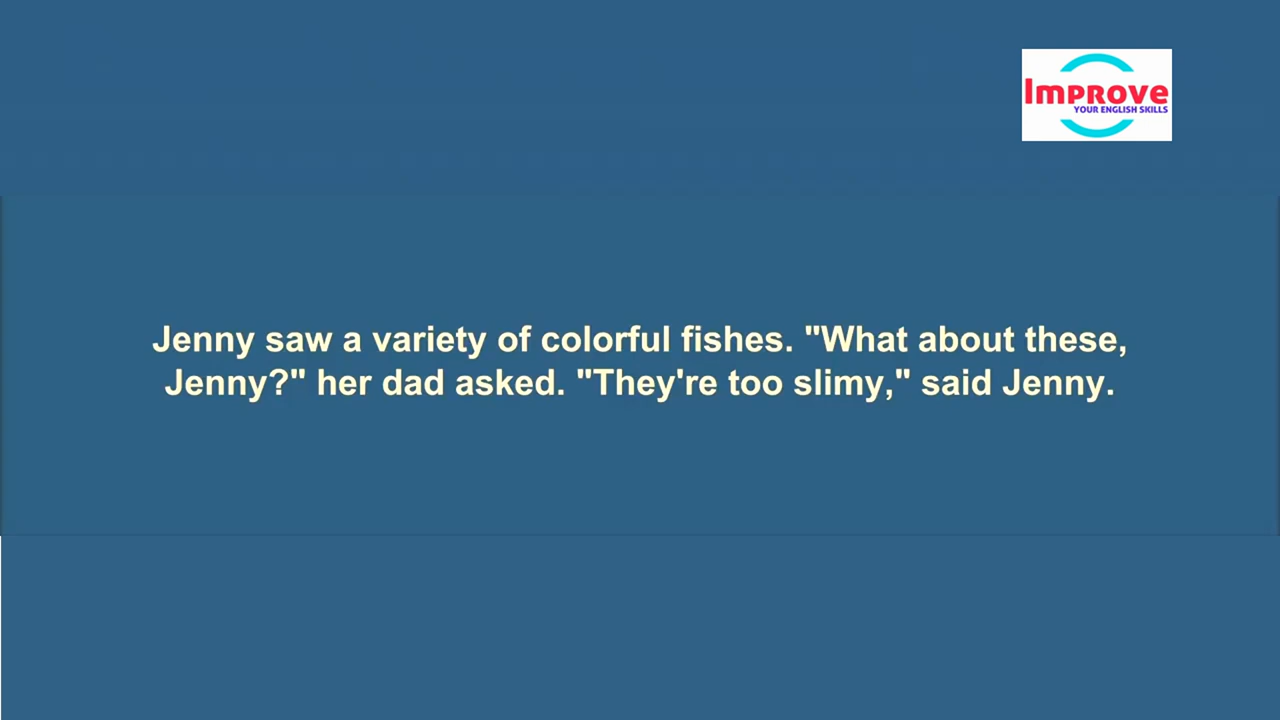 Improve
YOUR ENGLISH SKILLS
Jenny saw a variety of colorful fishes. "What about these,
Jenny?" her dad asked. "They're too slimy," said Jenny.